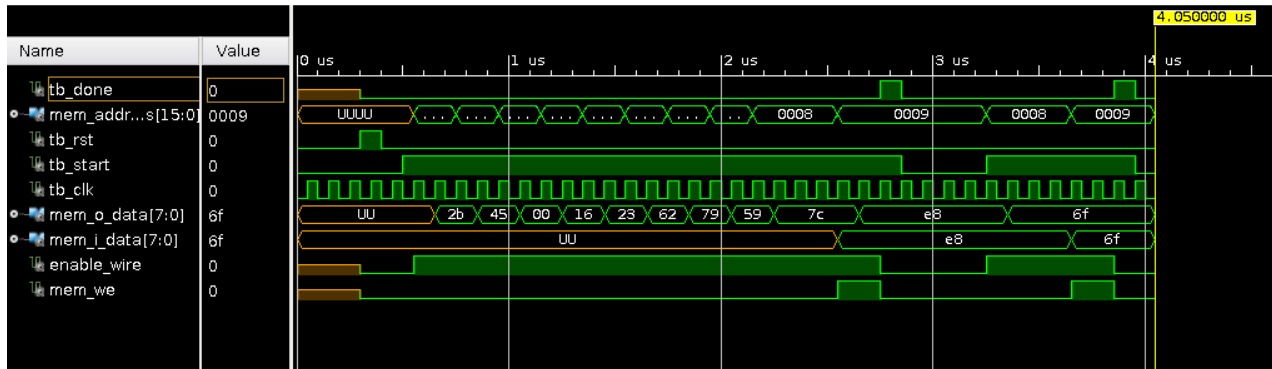 4.050000 us
Name Value
0 us 1 us 2 us 3 us 4 us
tb_done 0
mem_addr...s[15:0] 0009 UUUU ... ... ... ... ... ... ... .. 0008 0009 0008 0009
tb_rst 0
tb_start 0
tb_clk 0
mem_o_data[7:0] 6f UU 2b 45 00 16 23 62 79 59 7c e8 6f
mem_i_data[7:0] 6f UU e8 6f
enable_wire 0
mem_we 0